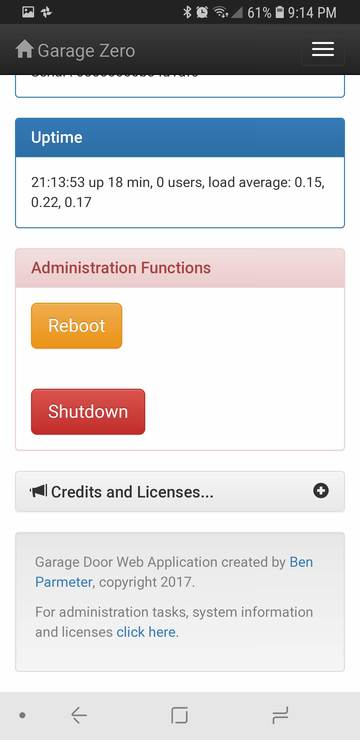 61% 9:14 PM
Garage Zero
Uptime
21:13:53 up 18 min, 0 users, load average: 0.15,
0.22, 0.17
Administration Functions
Reboot
Shutdown
Credits and Licenses...
Garage Door Web Application created by Ben
Parmeter, copyright 2017.
For administration tasks, system information
and licenses click here.